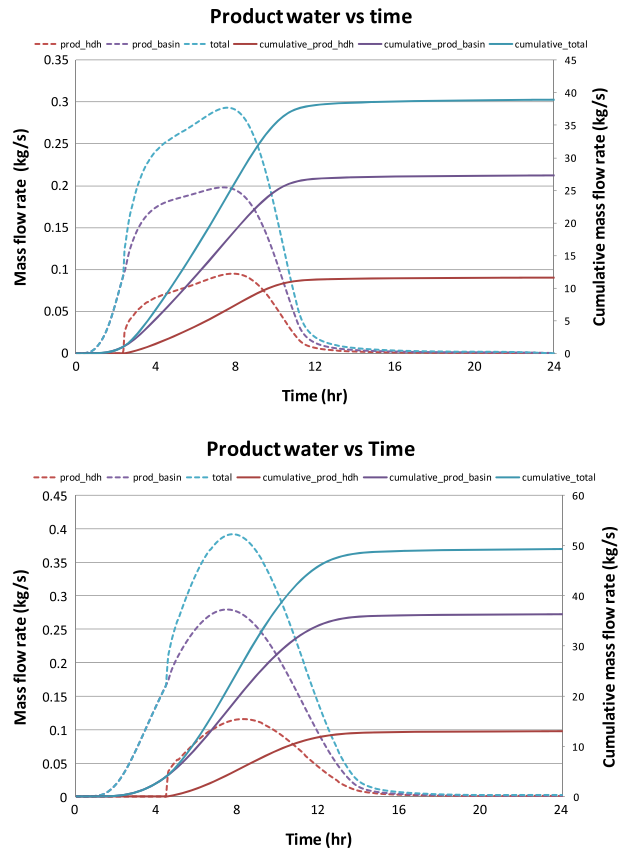 Product water vs time
prod_hdh prod_basin total cumulative_prod_hdh cumulative_prod_basin cumulative_total
0.35 45
0.3 40
0.25 35
0.2 30
0.15 25
0.1 20
0.05 15
0 10
5
0
Mass flow rate (kg/s)
Cumulative mass flow rate (kg/s)
0 4 8 12 16 20 24
Time (hr)
Product water vs Time
prod_hdh prod_basin total cumulative_prod_hdh cumulative_prod_basin cumulative_total
0.45 60
0.4 50
0.35 40
0.3 30
0.25 20
0.2 10
0.15 0
0.1
0.05
0
Mass flow rate (kg/s)
Cumulative mass flow rate (kg/s)
0 4 8 12 16 20 24
Time (hr)